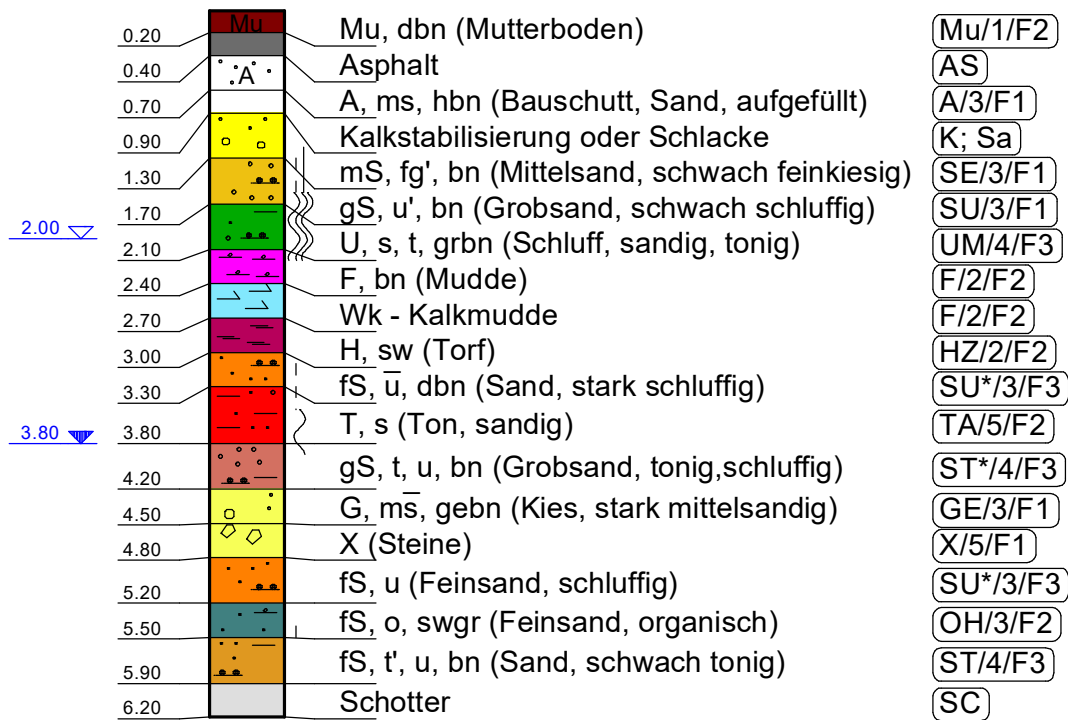 Mu
0.20 Mu, dbn (Mutterboden) Mu/1/F2
0.40 Asphalt AS
A
0.70 A, ms, hbn (Bauschutt, Sand, aufgefüllt) A/3/F1
0.90 Kalkstabilisierung oder Schlacke K; Sa
1.30 mS, fg', bn (Mittelsand, schwach feinkiesig) SE/3/F1
1.70 gS, u', bn (Grobsand, schwach schluffig) SU/3/F1
2.00
2.10 U, s, t, grbn (Schluff, sandig, tonig) UM/4/F3
2.40 F, bn (Mudde) F/2/F2
2.70 Wk - Kalkmudde F/2/F2
3.00 H, sw (Torf) HZ/2/F2
3.30 fS, u̅, dbn (Sand, stark schluffig) SU*/3/F3
3.80 3.80 T, s (Ton, sandig) TA/5/F2
4.20 gS, t, u, bn (Grobsand, tonig,schluffig) ST*/4/F3
4.50 G, ms̅, gebn (Kies, stark mittelsandig) GE/3/F1
4.80 X (Steine) X/5/F1
5.20 fS, u (Feinsand, schluffig) SU*/3/F3
5.50 fS, o, swgr (Feinsand, organisch) OH/3/F2
5.90 fS, t', u, bn (Sand, schwach tonig) ST/4/F3
6.20 Schotter SC